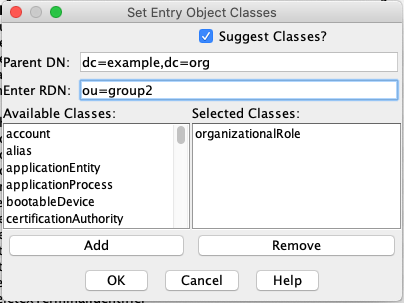 Set Entry Object Classes
Suggest Classes?
Parent DN: dc=example,dc=org
Enter RDN: ou=group2
Available Classes: Selected Classes:
account organizationalRole
alias
applicationEntity
applicationProcess
bootableDevice
certificationAuthority
Add Remove
OK Cancel Help